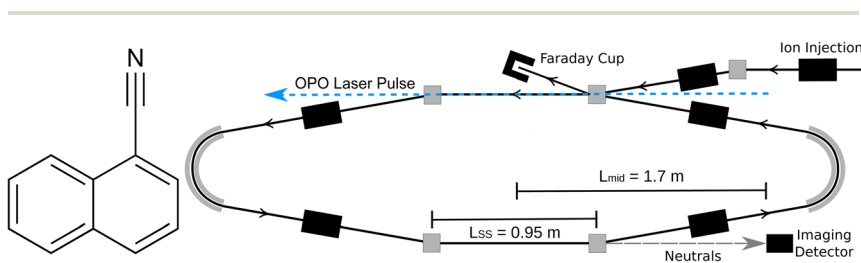 N
Faraday Cup
Ion Injection
OPO Laser Pulse
Lmid = 1.7 m
LSS = 0.95 m
Imaging
Detector
Neutrals